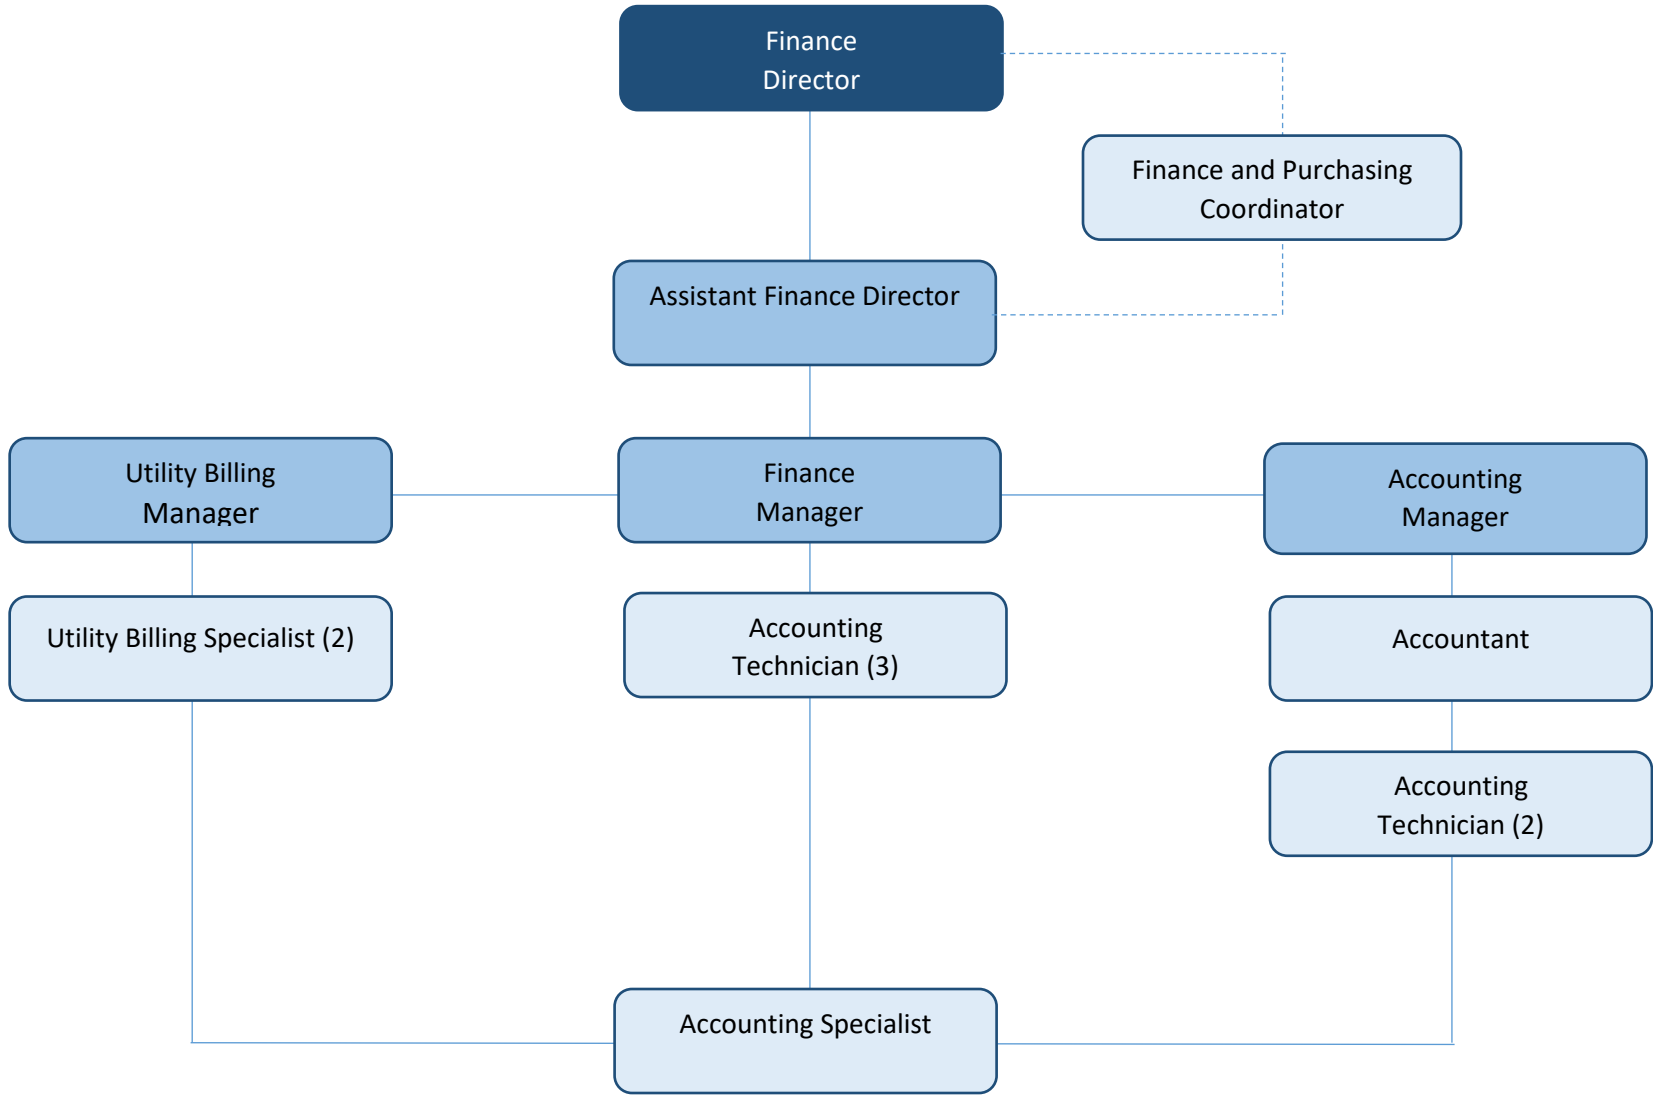 Finance
Director
Finance and Purchasing
Coordinator
Assistant Finance Director
Utility Billing
Manager
Finance
Manager
Accounting
Manager
Utility Billing Specialist (2)
Accounting
Technician (3)
Accountant
Accounting
Technician (2)
Accounting Specialist